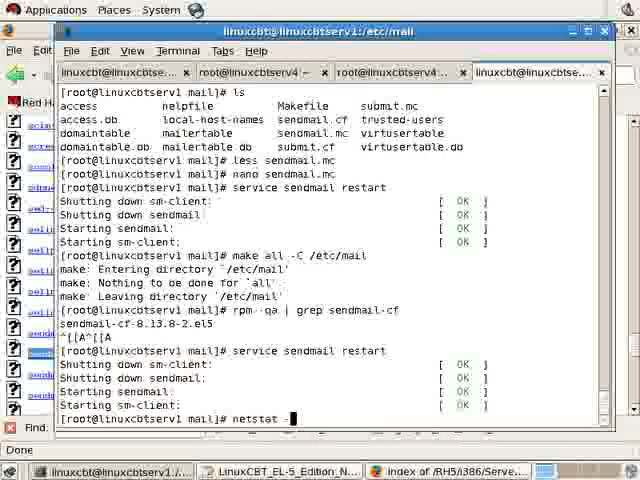 Applications Places System
linuxcbt@linuxcbtserv1:/etc/mail
File Edit
File Edit View Terminal Tabs Help
linuxcbt@linuxcbtse... root@linuxcbtserv4:~ root@linuxcbtserv4:... linuxcbt@linuxcbtse...
Red Ha
[root@linuxcbtserv1 mail]# ls
access helpfile Makefile submit.mc
access.db local-host-names sendmail.cf trusted-users
domaintable mailertable sendmail.mc virtusertable
domaintable.db mailertable.db submit.cf virtusertable.db
[root@linuxcbtserv1 mail]# less sendmail.mc
[root@linuxcbtserv1 mail]# nano sendmail.mc
[root@linuxcbtserv1 mail]# service sendmail restart
Shutting down sm-client: [ OK ]
Shutting down sendmail: [ OK ]
Starting sendmail: [ OK ]
Starting sm-client: [ OK ]
[root@linuxcbtserv1 mail]# make all -C /etc/mail
make: Entering directory `/etc/mail'
make: Nothing to be done for `all'.
make: Leaving directory `/etc/mail'
[root@linuxcbtserv1 mail]# rpm -qa | grep sendmail-cf
sendmail-cf-8.13.8-2.el5
^[[A^[[A
[root@linuxcbtserv1 mail]# service sendmail restart
Shutting down sm-client: [ OK ]
Shutting down sendmail: [ OK ]
Starting sendmail: [ OK ]
Starting sm-client: [ OK ]
[root@linuxcbtserv1 mail]# netstat -
Find:
Done
linuxcbt@linuxcbtserv1:/... LinuxCBT_EL-5_Edition_N... Index of /RH5/i386/Serve...